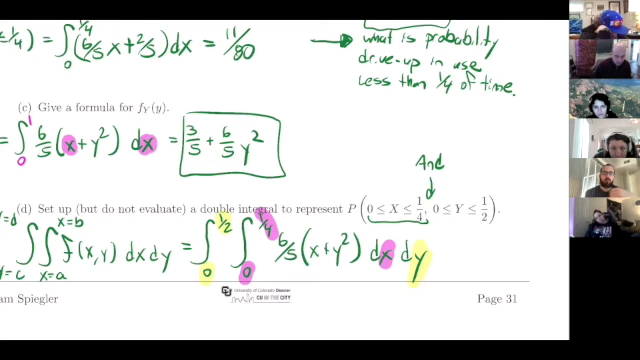 ≤ 1/4) = ∫₀^{1/4} (6/5 x + 2/5) dx = 11/80
→ what is probability
drive-up in use
less than 1/4 of time.
(c) Give a formula for f_Y(y).
= ∫₀¹ 6/5 (x + y²) dx = 3/5 + 6/5 y²
And
(d) Set up (but do not evaluate) a double integral to represent P(0 ≤ X ≤ 1/4, 0 ≤ Y ≤ 1/2).
y=d x=b
∫_{y=c} ∫_{x=a} f(x,y) dx dy = ∫₀^{1/2} ∫₀^{1/4} 6/5 (x + y²) dx dy
am Spiegler University of Colorado Denver CU IN THE CITY Page 31